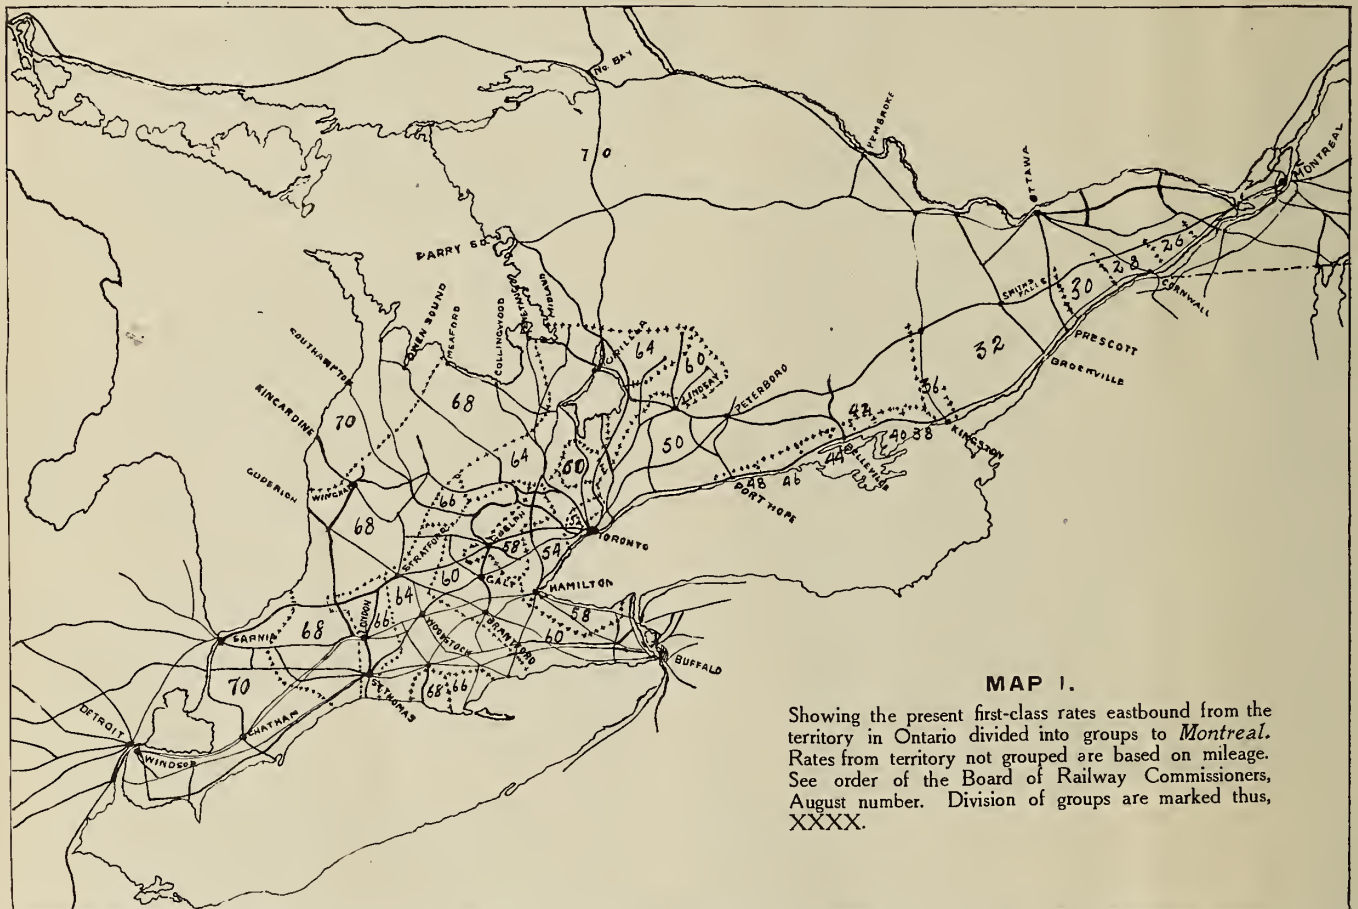 No. BAY
PEMBROKE
OTTAWA
MONTREAL
7 0
PARRY SD.
26
28
30
CORNWALL
SMITHS
FALLS
PRESCOTT
32
BROCKVILLE
MIDLAND
OWEN SOUND
MEAFORD
COLLINGWOOD
ORILLIA
64
60
LINDSAY
PETERBORO
SOUTHAMPTON
KINCARDINE
70
68
36
42
40 38
KINGSTON
44
BELLEVILLE
50
64
60
48 46
PORT HOPE
GODERICH
WINGHAM
66
68
STRATFORD
58
54
TORONTO
60
GALT
HAMILTON
64
58
SARNIA
68
LONDON
66
WOODSTOCK
BRANTFORD
60
BUFFALO
70
ST. THOMAS
68 66
CHATHAM
DETROIT
WINDSOR
MAP I.
Showing the present first-class rates eastbound from the
territory in Ontario divided into groups to Montreal.
Rates from territory not grouped are based on mileage.
See order of the Board of Railway Commissioners,
August number. Division of groups are marked thus,
XXXX.